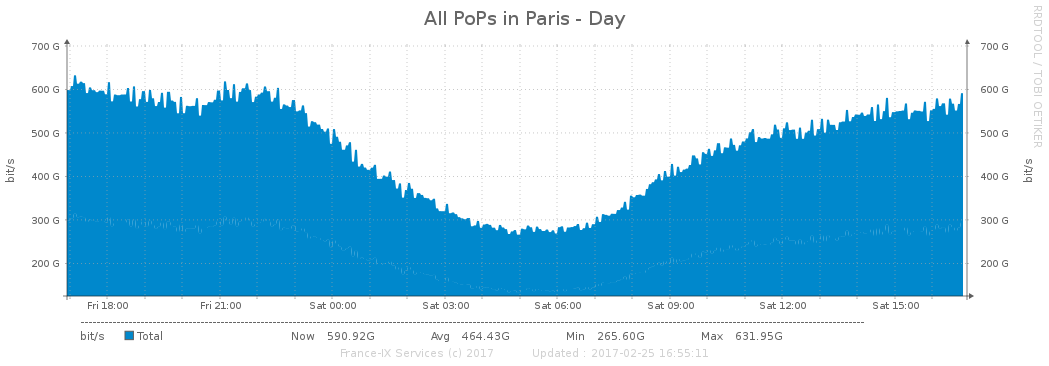 All PoPs in Paris - Day
RRDTOOL / TOBI OETIKER
700 G 700 G
600 G 600 G
500 G 500 G
400 G 400 G
300 G 300 G
200 G 200 G
bit/s
bit/s
Fri 18:00 Fri 21:00 Sat 00:00 Sat 03:00 Sat 06:00 Sat 09:00 Sat 12:00 Sat 15:00
bit/s Total Now 590.92G Avg 464.43G Min 265.60G Max 631.95G
France-IX Services (c) 2017 Updated : 2017-02-25 16:55:11